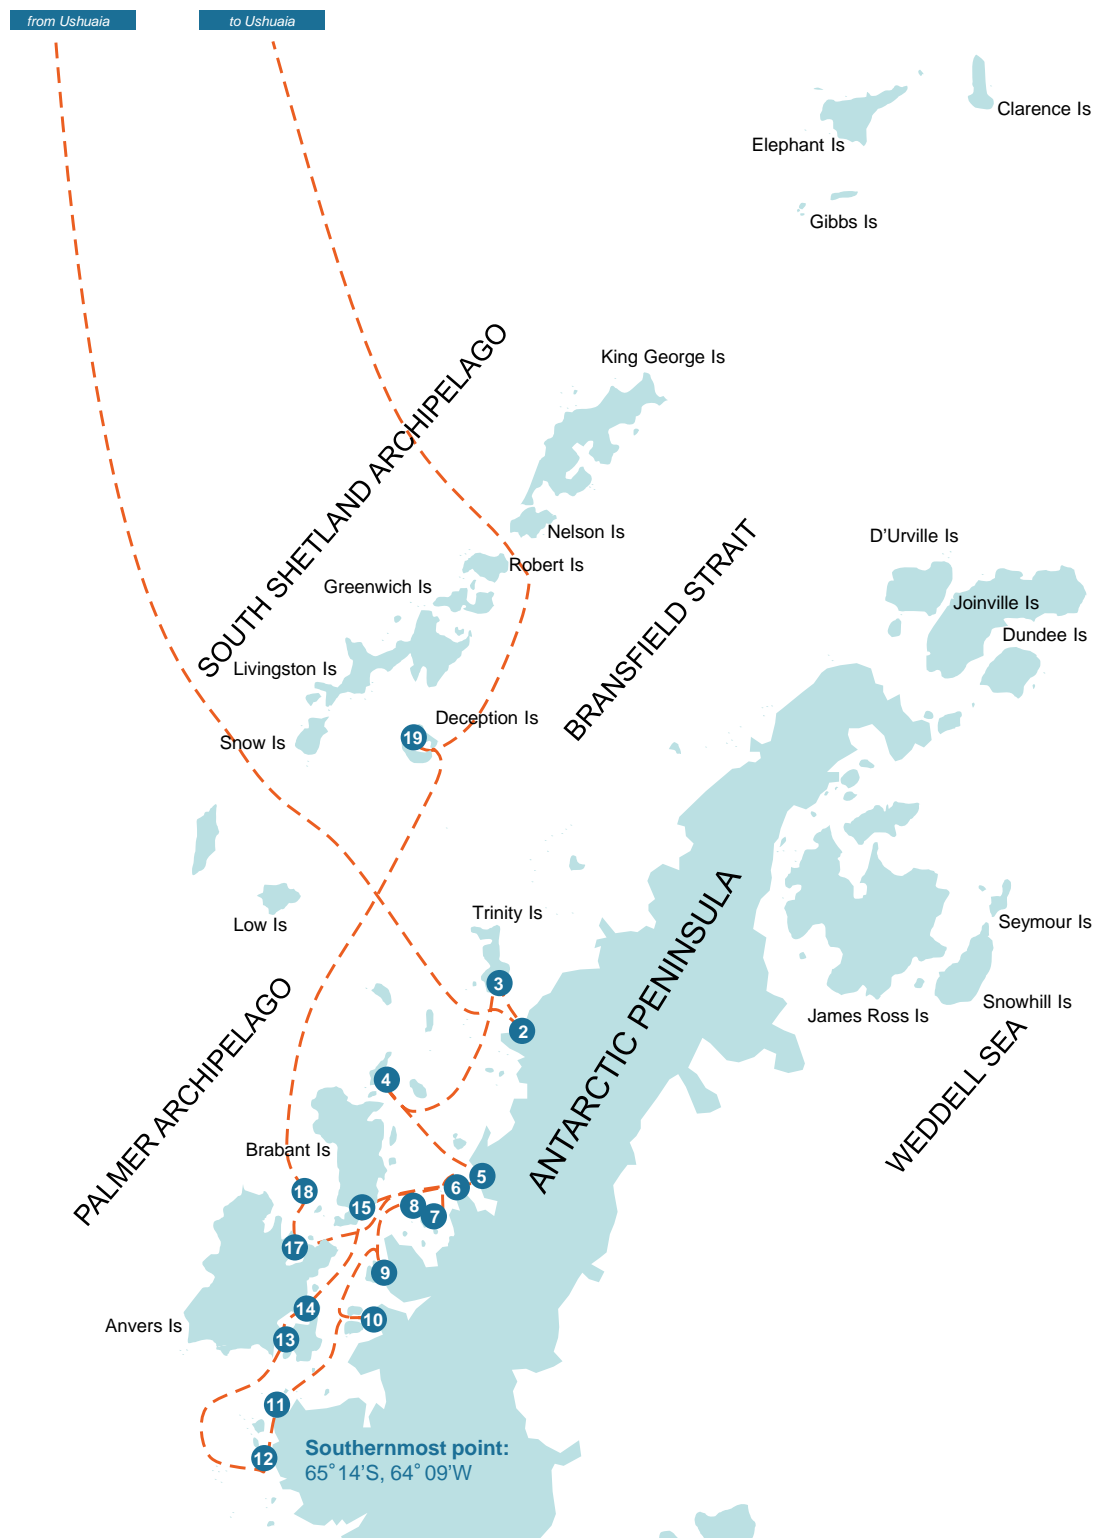 from Ushuaia
to Ushuaia
Clarence Is
Elephant Is
Gibbs Is
SOUTH SHETLAND ARCHIPELAGO
King George Is
Nelson Is
BRANSFIELD STRAIT
D'Urville Is
Robert Is
Greenwich Is
Joinville Is
Dundee Is
Livingston Is
Deception Is
19
Snow Is
ANTARCTIC PENINSULA
Trinity Is
Low Is
Seymour Is
3
Snowhill Is
James Ross Is
2
PALMER ARCHIPELAGO
WEDDELL SEA
4
Brabant Is
5
6
18
15
8
7
17
9
14
10
Anvers Is
13
11
Southernmost point:
65°14'S, 64°09'W
12